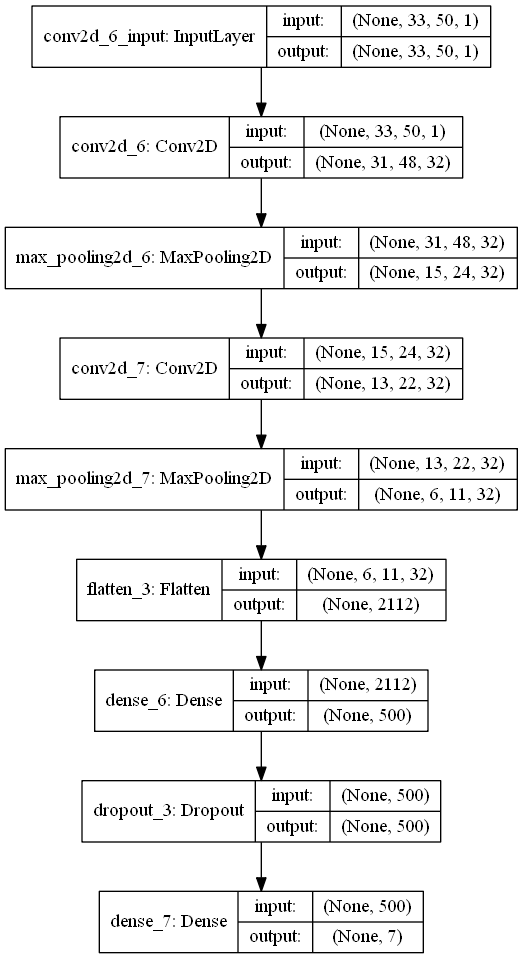 conv2d_6_input: InputLayer
input: (None, 33, 50, 1)
output: (None, 33, 50, 1)
conv2d_6: Conv2D
input: (None, 33, 50, 1)
output: (None, 31, 48, 32)
max_pooling2d_6: MaxPooling2D
input: (None, 31, 48, 32)
output: (None, 15, 24, 32)
conv2d_7: Conv2D
input: (None, 15, 24, 32)
output: (None, 13, 22, 32)
max_pooling2d_7: MaxPooling2D
input: (None, 13, 22, 32)
output: (None, 6, 11, 32)
flatten_3: Flatten
input: (None, 6, 11, 32)
output: (None, 2112)
dense_6: Dense
input: (None, 2112)
output: (None, 500)
dropout_3: Dropout
input: (None, 500)
output: (None, 500)
dense_7: Dense
input: (None, 500)
output: (None, 7)